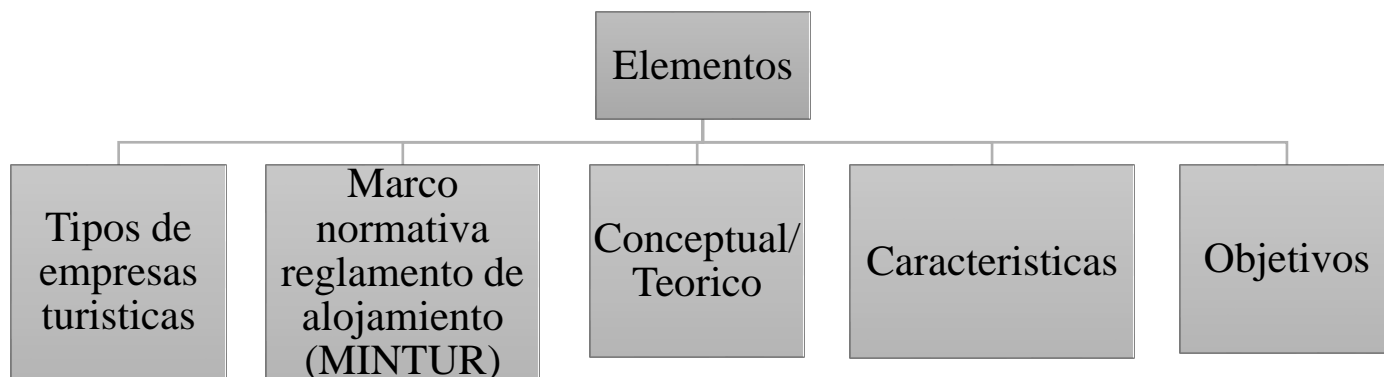 Elementos
Tipos de
empresas
turisticas
Marco
normativa
reglamento de
alojamiento
(MINTUR)
Conceptual/
Teorico
Caracteristicas
Objetivos